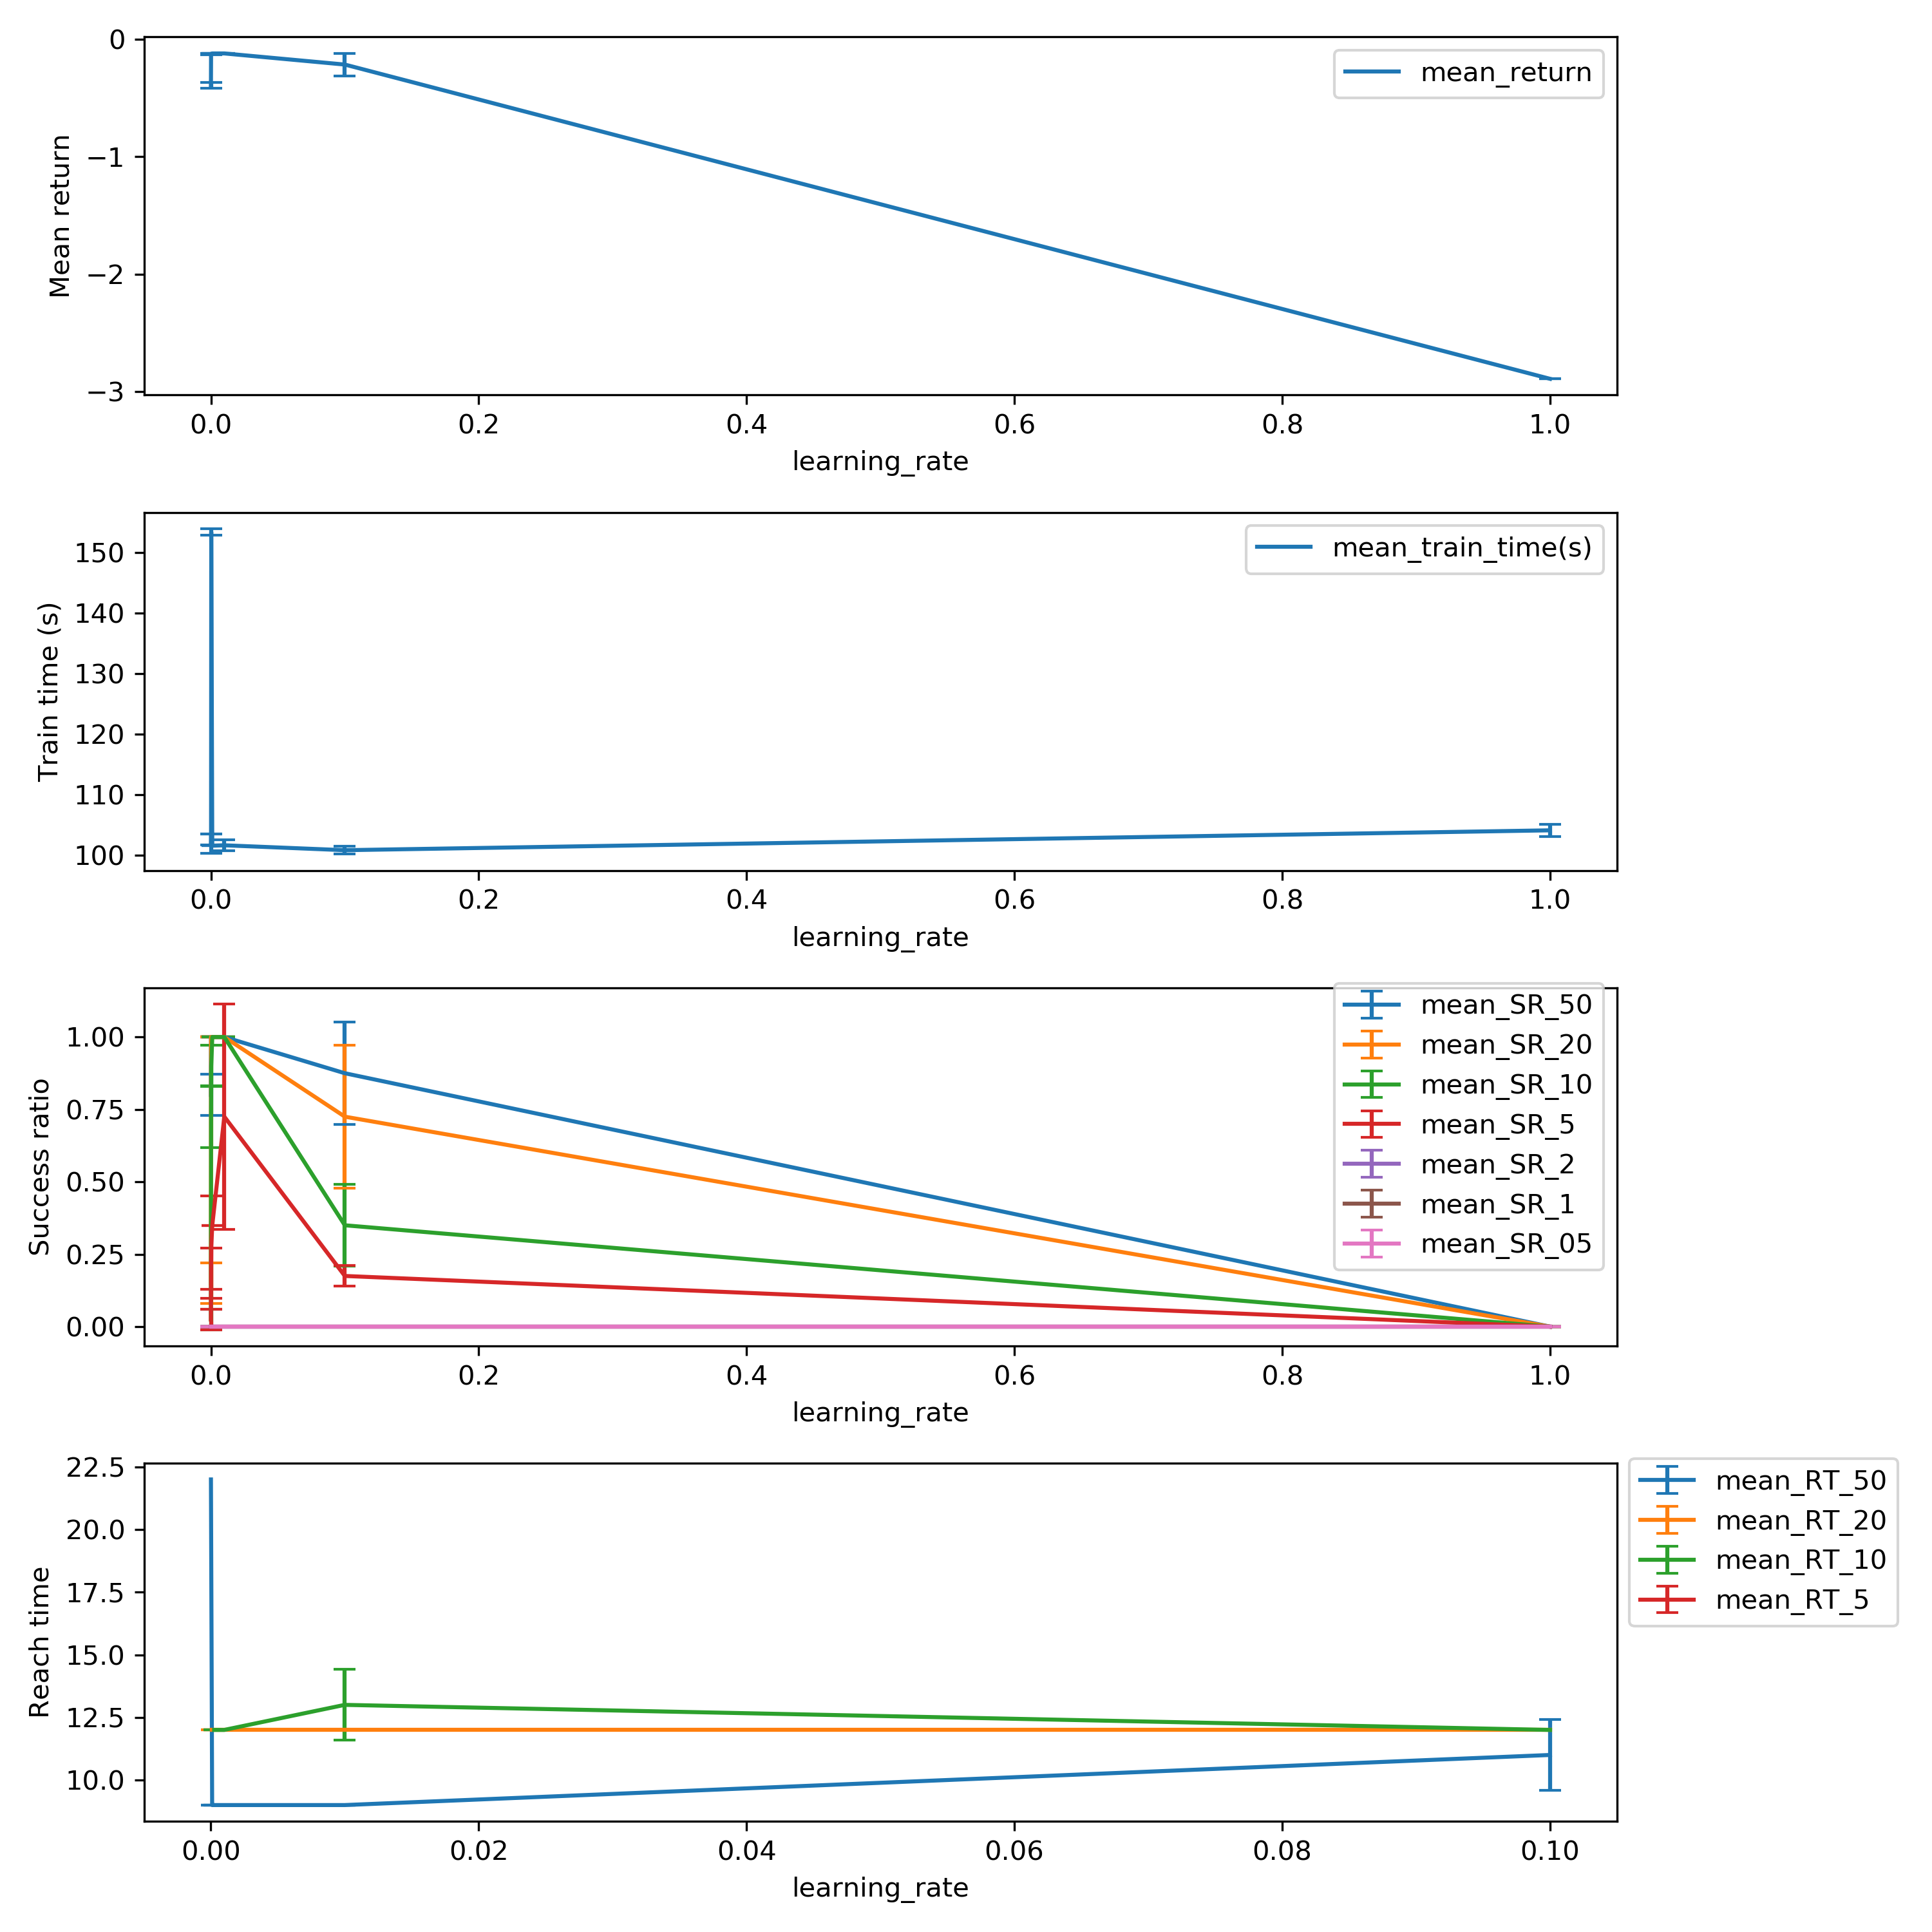 0
−1
−2
−3
Mean return
mean_return
0.0 0.2 0.4 0.6 0.8 1.0
learning_rate
150
140
130
120
110
100
Train time (s)
mean_train_time(s)
0.0 0.2 0.4 0.6 0.8 1.0
learning_rate
1.00
0.75
0.50
0.25
0.00
Success ratio
mean_SR_50
mean_SR_20
mean_SR_10
mean_SR_5
mean_SR_2
mean_SR_1
mean_SR_05
0.0 0.2 0.4 0.6 0.8 1.0
learning_rate
22.5
20.0
17.5
15.0
12.5
10.0
Reach time
mean_RT_50
mean_RT_20
mean_RT_10
mean_RT_5
0.00 0.02 0.04 0.06 0.08 0.10
learning_rate